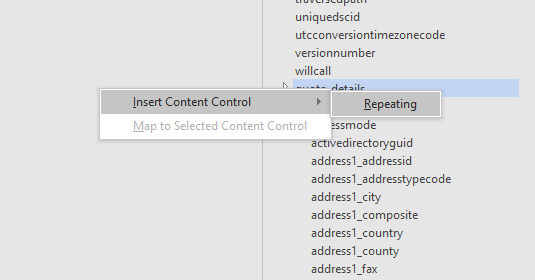 traversedpath
uniquedscid
utcconversiontimezonecode
versionnumber
willcall
quote_details
Insert Content Control
Repeating
Map to Selected Content Control
activedirectoryguid
address1_addressid
address1_addresstypecode
address1_city
address1_composite
address1_country
address1_county
address1_fax